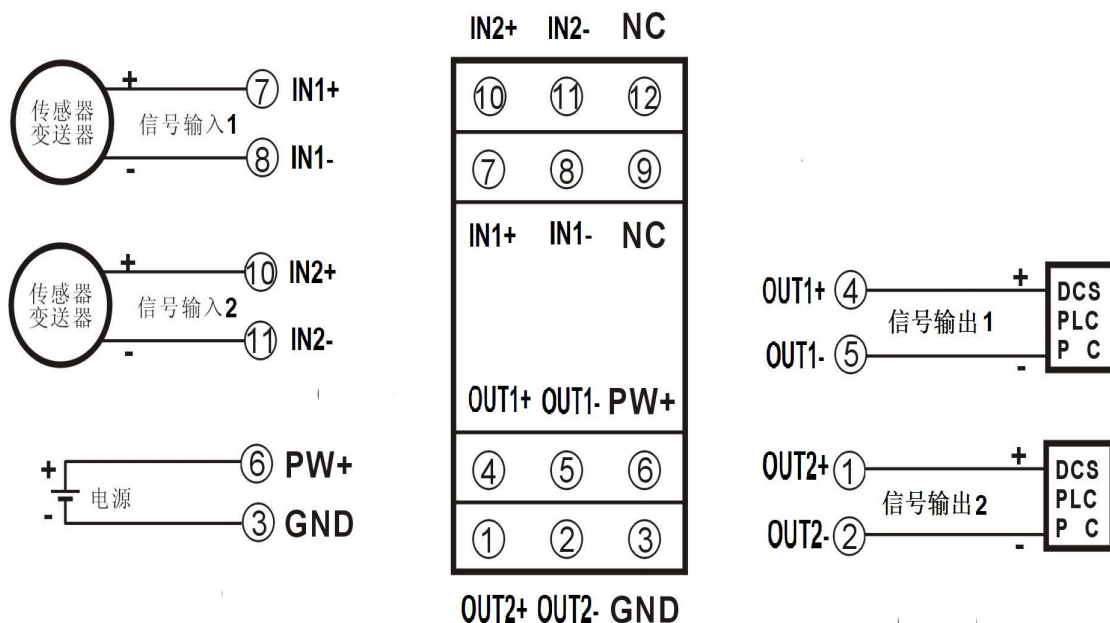 传感器
变送器
+
-
信号输入1
⑦ IN1+
⑧ IN1-
传感器
变送器
+
-
信号输入2
⑩ IN2+
⑪ IN2-
+
-
电源
⑥ PW+
③ GND
IN2+ IN2- NC
⑩ ⑪ ⑫
⑦ ⑧ ⑨
IN1+ IN1- NC
OUT1+ OUT1- PW+
④ ⑤ ⑥
① ② ③
OUT2+ OUT2- GND
OUT1+ ④
OUT1- ⑤
信号输出1
+
-
DCS
PLC
P C
OUT2+ ①
OUT2- ②
信号输出2
+
-
DCS
PLC
P C